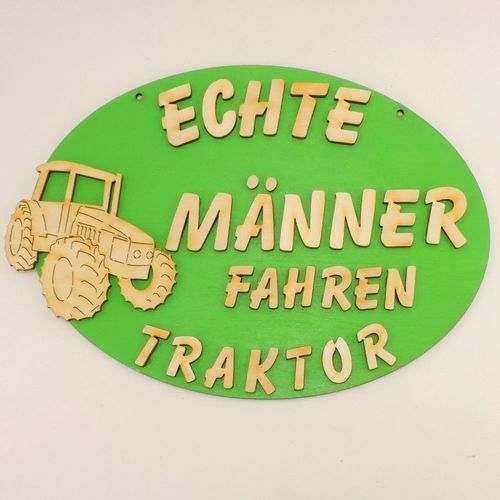 ECHTE
MÄNNER
FAHREN
TRAKTOR